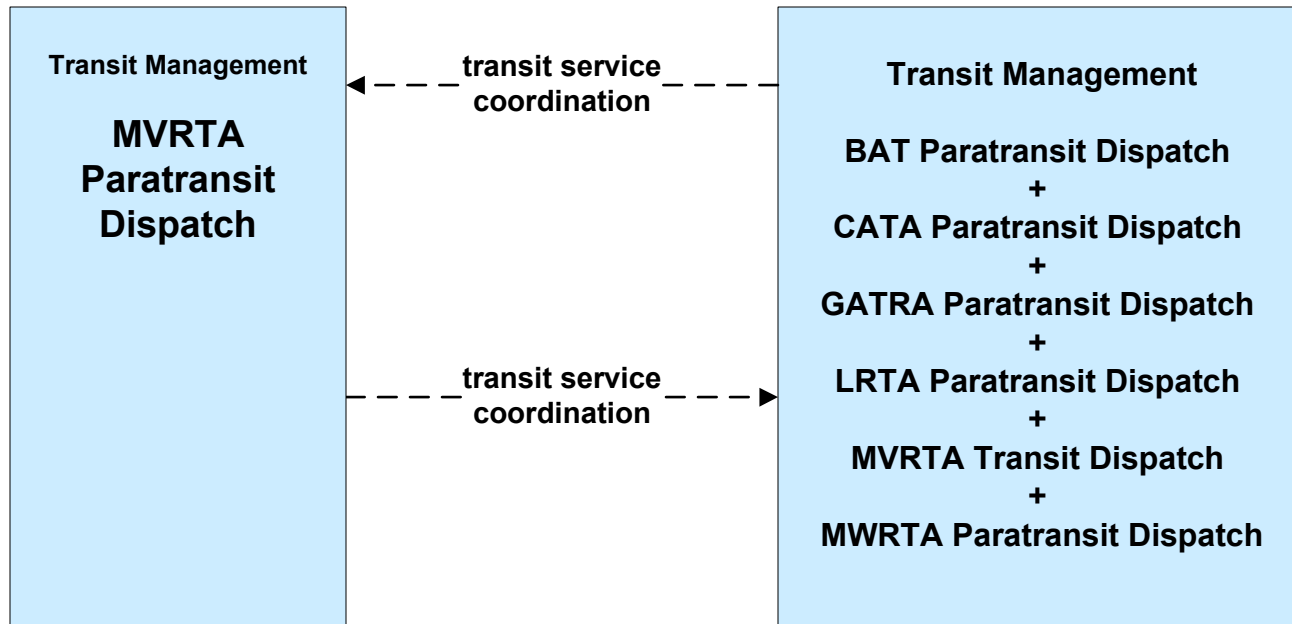 Transit Management
MVRTA
Paratransit
Dispatch
transit service
coordination
transit service
coordination
Transit Management
BAT Paratransit Dispatch
+
CATA Paratransit Dispatch
+
GATRA Paratransit Dispatch
+
LRTA Paratransit Dispatch
+
MVRTA Transit Dispatch
+
MWRTA Paratransit Dispatch